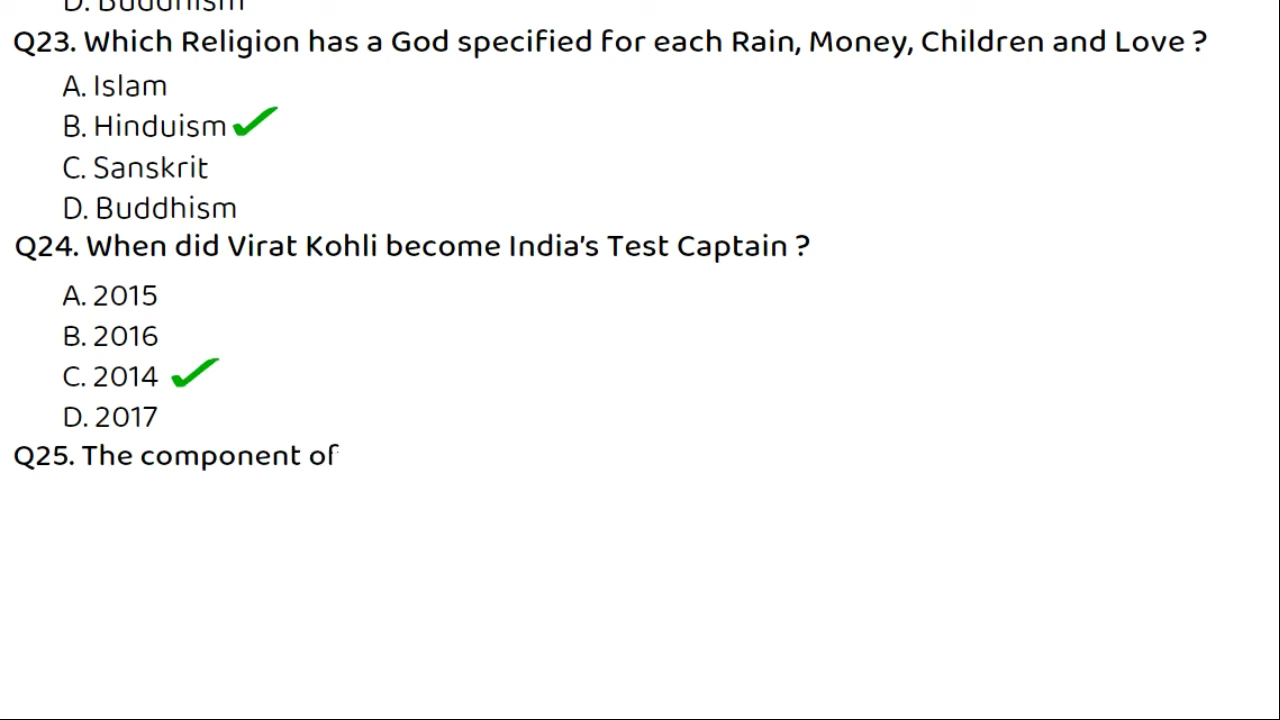 D. Buddhism
Q23. Which Religion has a God specified for each Rain, Money, Children and Love ?
A. Islam
B. Hinduism
C. Sanskrit
D. Buddhism
Q24. When did Virat Kohli become India's Test Captain ?
A. 2015
B. 2016
C. 2014
D. 2017
Q25. The component of